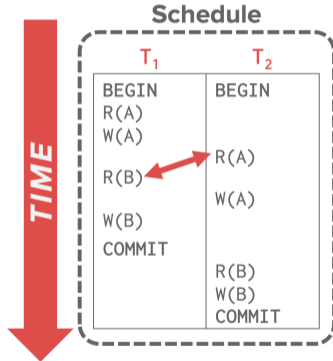 Schedule
TIME
T1 T2
BEGIN BEGIN
R(A)
W(A)
R(A)
R(B)
W(A)
W(B)
COMMIT
R(B)
W(B)
COMMIT